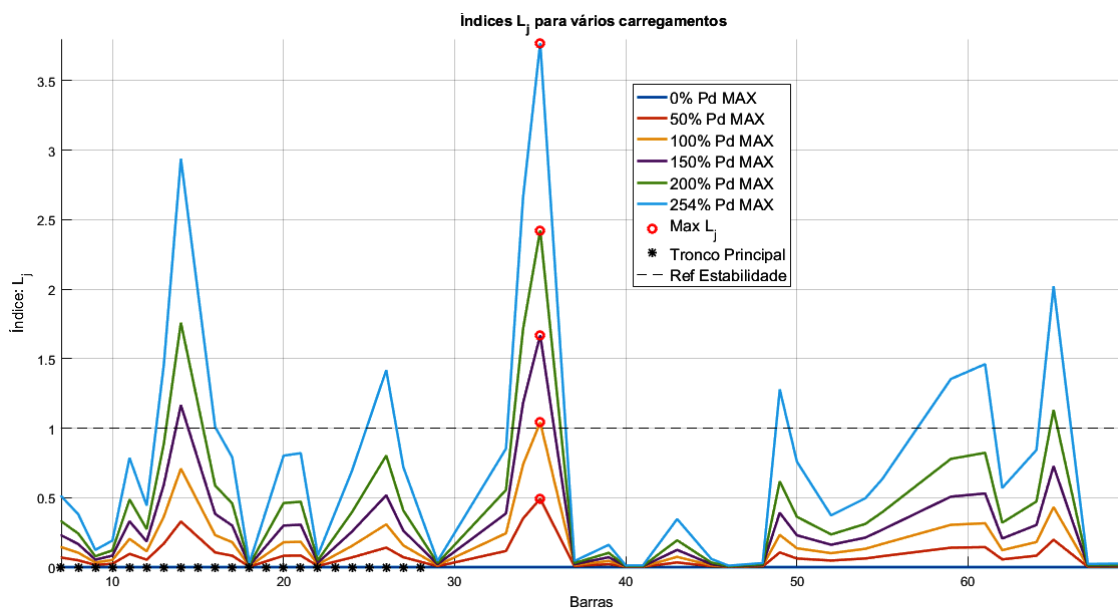 Índices Lj para vários carregamentos
3.5
3
2.5
2
1.5
1
0.5
0
Índice: Lj
0% Pd MAX
50% Pd MAX
100% Pd MAX
150% Pd MAX
200% Pd MAX
254% Pd MAX
Max Lj
Tronco Principal
Ref Estabilidade
10 20 30 40 50 60
Barras